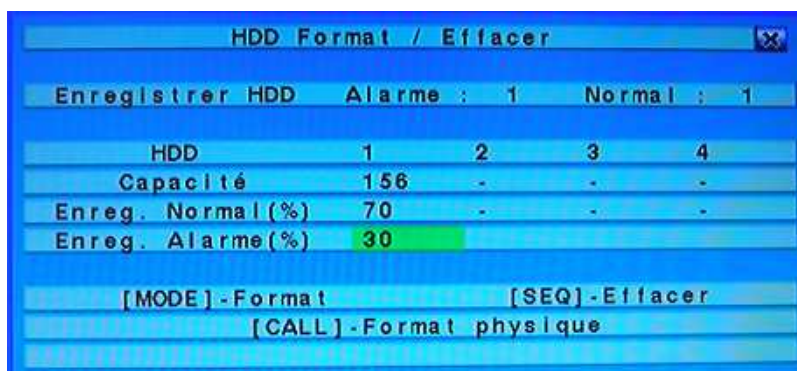 HDD Format / Effacer
Enregistrer HDD Alarme : 1 Normal : 1
HDD 1 2 3 4
Capacité 156 - - -
Enreg. Normal(%) 70 - - -
Enreg. Alarme(%) 30
[MODE]-Format [SEQ]-Effacer
[CALL]-Format physique